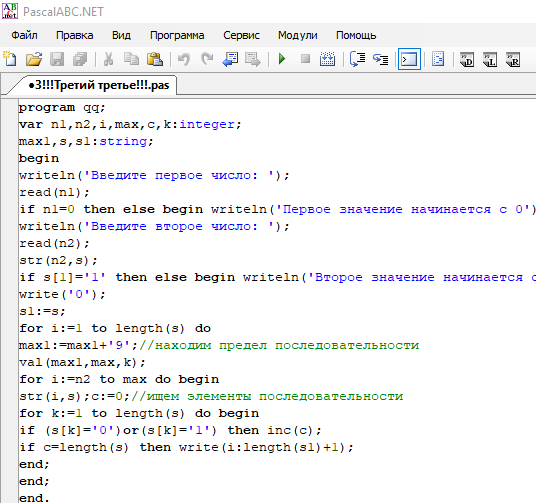 PascalABC.NET
Файл Правка Вид Программа Сервис Модули Помощь
●3!!!Третий третье!!!.pas
program qq;
var n1,n2,i,max,c,k:integer;
max1,s,s1:string;
begin
writeln('Введите первое число: ');
read(n1);
if n1=0 then else begin writeln('Первое значение начинается с 0')
writeln('Введите второе число: ');
read(n2);
str(n2,s);
if s[1]='1' then else begin writeln('Второе значение начинается с
write('0');
s1:=s;
for i:=1 to length(s) do
max1:=max1+'9';//находим предел последовательности
val(max1,max,k);
for i:=n2 to max do begin
str(i,s);c:=0;//ищем элементы последовательности
for k:=1 to length(s) do begin
if (s[k]='0')or(s[k]='1') then inc(c);
if c=length(s) then write(i:length(s1)+1);
end;
end;
end.